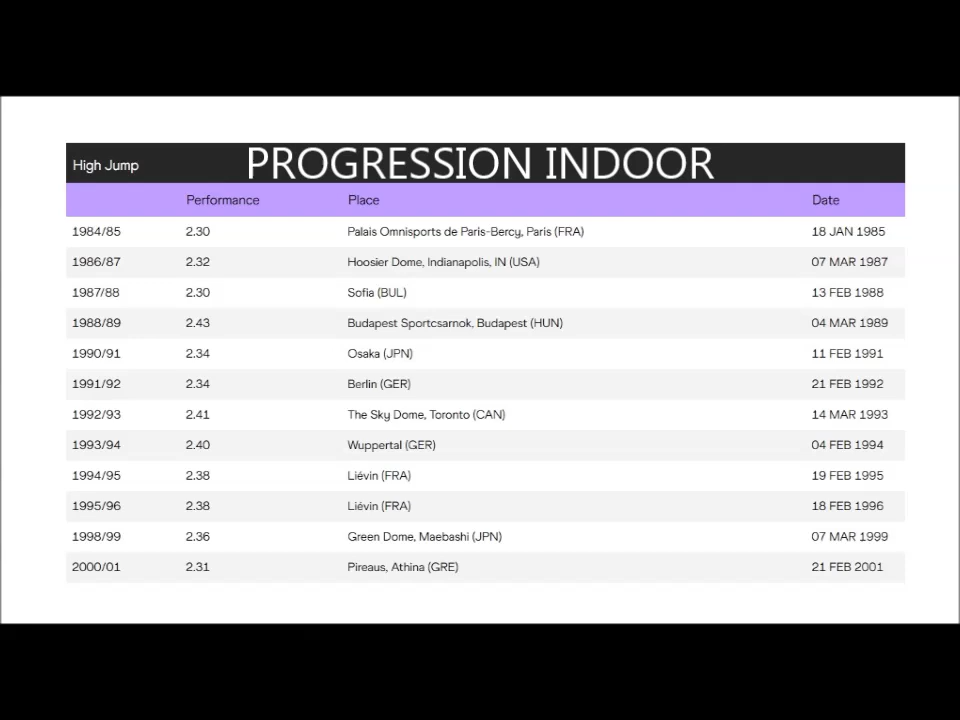 High Jump PROGRESSION INDOOR
Performance Place Date
1984/85 2.30 Palais Omnisports de Paris-Bercy, Paris (FRA) 18 JAN 1985
1986/87 2.32 Hoosier Dome, Indianapolis, IN (USA) 07 MAR 1987
1987/88 2.30 Sofia (BUL) 13 FEB 1988
1988/89 2.43 Budapest Sportcsarnok, Budapest (HUN) 04 MAR 1989
1990/91 2.34 Osaka (JPN) 11 FEB 1991
1991/92 2.34 Berlin (GER) 21 FEB 1992
1992/93 2.41 The Sky Dome, Toronto (CAN) 14 MAR 1993
1993/94 2.40 Wuppertal (GER) 04 FEB 1994
1994/95 2.38 Liévin (FRA) 19 FEB 1995
1995/96 2.38 Liévin (FRA) 18 FEB 1996
1998/99 2.36 Green Dome, Maebashi (JPN) 07 MAR 1999
2000/01 2.31 Pireaus, Athina (GRE) 21 FEB 2001